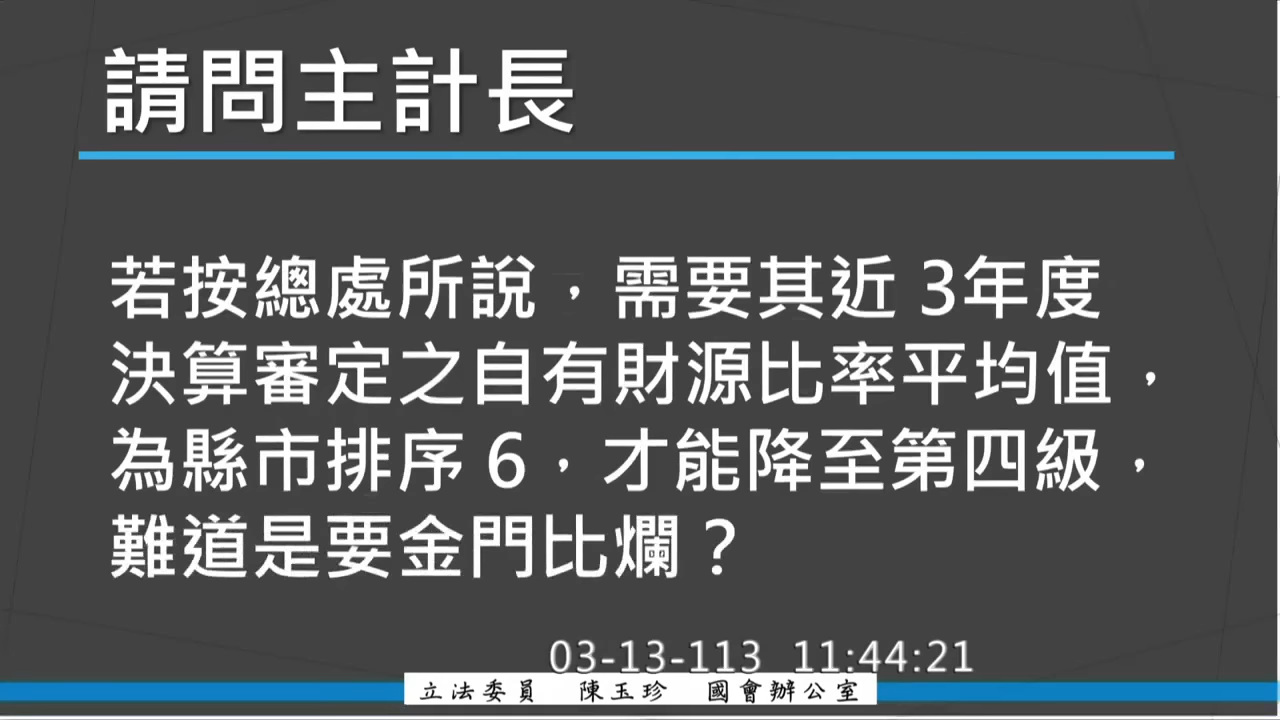 請問主計長
若按總處所說，需要其近 3年度
決算審定之自有財源比率平均值，
為縣市排序 6，才能降至第四級，
難道是要金門比爛？
03-13-113 11:44:21
立法委員 陳玉珍 國會辦公室